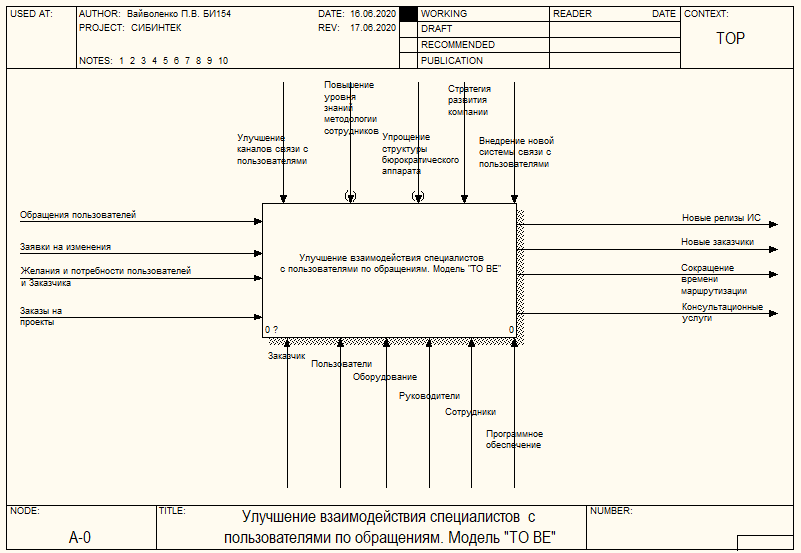 USED AT:
AUTHOR: Вайволенко П.В. БИ154
DATE: 16.06.2020
PROJECT: СИБИНТЕК
REV: 17.06.2020
NOTES: 1 2 3 4 5 6 7 8 9 10
WORKING
DRAFT
RECOMMENDED
PUBLICATION
READER
DATE
CONTEXT:
TOP
Улучшение
каналов связи с
пользователями
Повышение
уровня
знаний
методологии
сотрудников
Упрощение
структуры
бюрократического
аппарата
Стратегия
развития
компании
Внедрение новой
системы связи с
пользователями
Обращения пользователей
Заявки на изменения
Желания и потребности пользователей
и Заказчика
Заказы на
проекты
Улучшение взаимодействия специалистов
с пользователями по обращениям. Модель "TO BE"
0 ?
0
Новые релизы ИС
Новые заказчики
Сокращение
времени
маршрутизации
Консультационные
услуги
Заказчик
Пользователи
Оборудование
Руководители
Сотрудники
Программное
обеспечение
NODE:
A-0
TITLE:
Улучшение взаимодействия специалистов с
пользователями по обращениям. Модель "TO BE"
NUMBER: